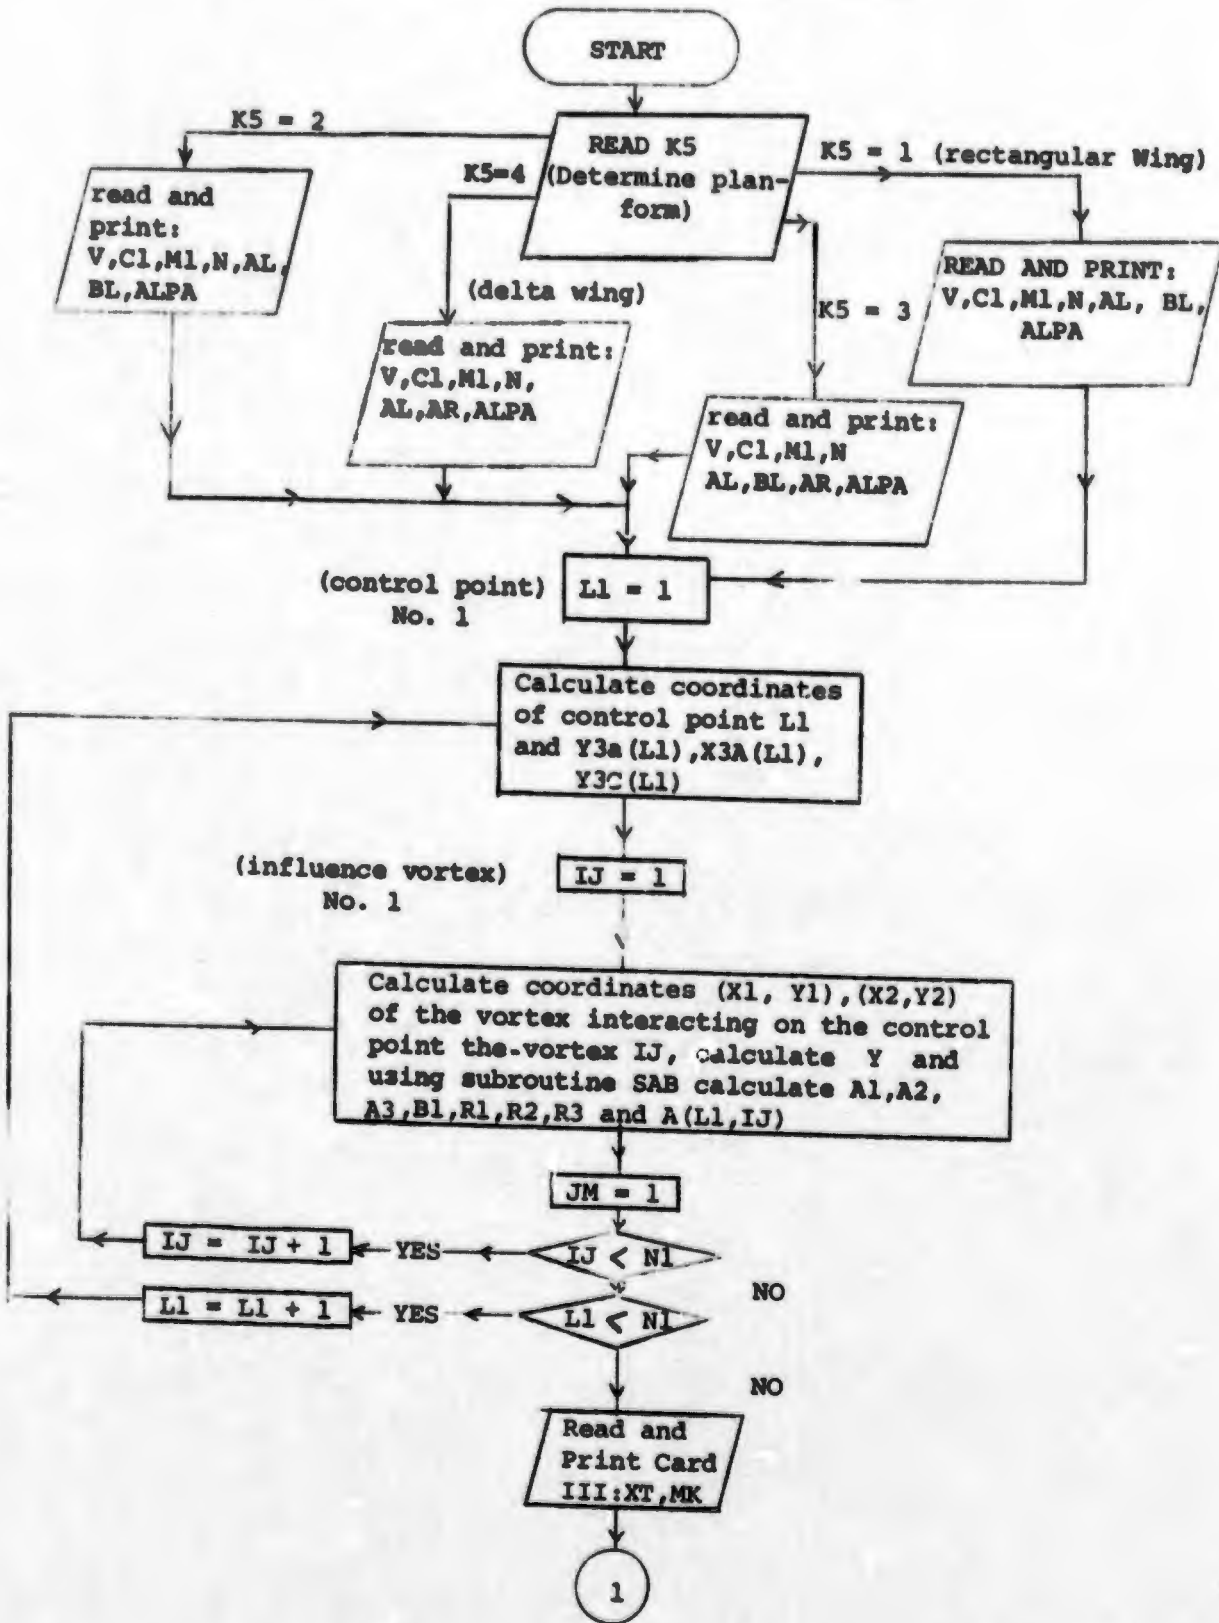 START
K5 = 2
READ K5
(Determine plan-
form)
K5=4
K5 = 1 (rectangular Wing)
read and
print:
V,C1,M1,N,AL,
BL,ALPA
(delta wing)
read and print:
V,C1,M1,N,
AL,AR,ALPA
K5 = 3
READ AND PRINT:
V,C1,M1,N,AL, BL,
ALPA
read and print:
V,C1,M1,N
AL,BL,AR,ALPA
(control point)
No. 1
L1 = 1
Calculate coordinates
of control point L1
and Y3a(L1),X3A(L1),
Y3C(L1)
(influence vortex)
No. 1
IJ = 1
Calculate coordinates (X1, Y1),(X2,Y2)
of the vortex interacting on the control
point the-vortex IJ, calculate Y and
using subroutine SAB calculate A1,A2,
A3,B1,R1,R2,R3 and A(L1,IJ)
JM = 1
IJ = IJ + 1
YES
IJ < N1
NO
L1 = L1 + 1
YES
L1 < N1
NO
Read and
Print Card
III:XT,MK
1